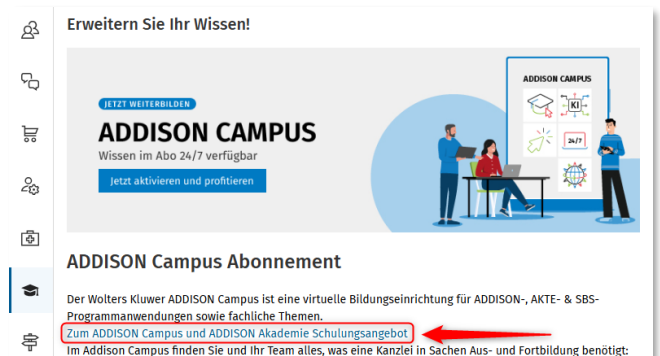 Erweitern Sie Ihr Wissen!
JETZT WEITERBILDEN
ADDISON CAMPUS
Wissen im Abo 24/7 verfügbar
Jetzt aktivieren und profitieren
ADDISON CAMPUS
KI
24/7
ADDISON Campus Abonnement
Der Wolters Kluwer ADDISON Campus ist eine virtuelle Bildungseinrichtung für ADDISON-, AKTE- & SBS-
Programmanwendungen sowie fachliche Themen.
Zum ADDISON Campus und ADDISON Akademie Schulungsangebot
Im Addison Campus finden Sie und Ihr Team alles, was eine Kanzlei in Sachen Aus- und Fortbildung benötigt: